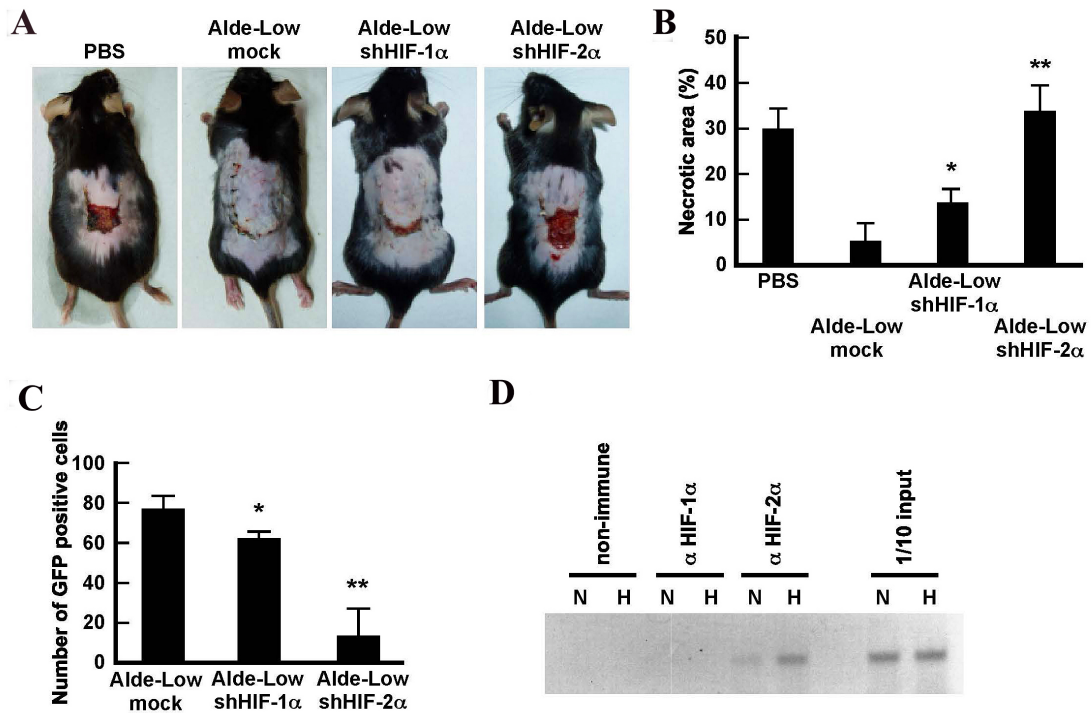 A
PBS
Alde-Low
mock
Alde-Low
shHIF-1α
Alde-Low
shHIF-2α
B
Necrotic area (%)
50
40
30
20
10
0
*
**
PBS
Alde-Low
mock
Alde-Low
shHIF-1α
Alde-Low
shHIF-2α
C
Number of GFP positive cells
100
80
60
40
20
0
*
**
Alde-Low
mock
Alde-Low
shHIF-1α
Alde-Low
shHIF-2α
D
non-immune
α HIF-1α
α HIF-2α
1/10 input
N H N H N H N H